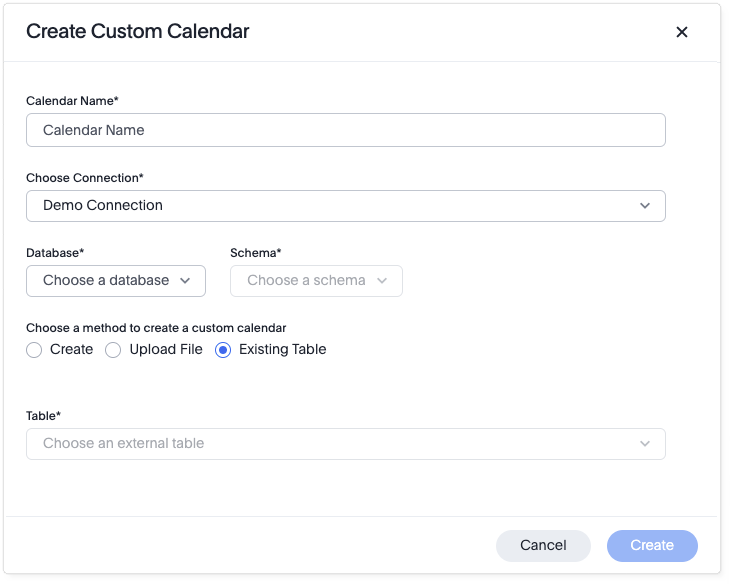 Create Custom Calendar
Calendar Name*
Calendar Name
Choose Connection*
Demo Connection
Database* Schema*
Choose a database Choose a schema
Choose a method to create a custom calendar
Create Upload File Existing Table
Table*
Choose an external table
Cancel Create